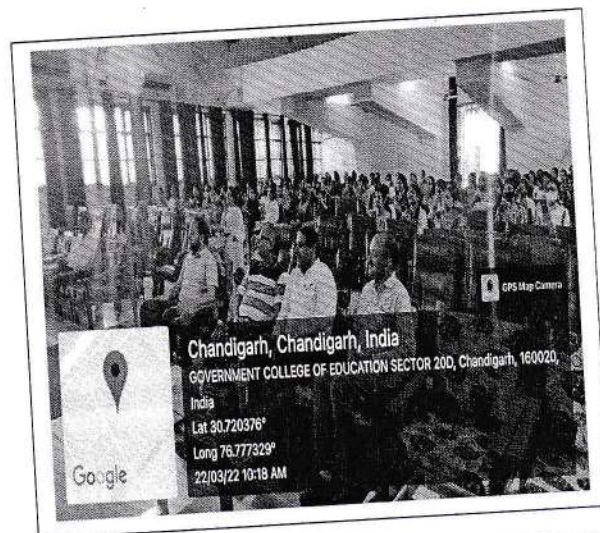 GPS Map Camera
Chandigarh, Chandigarh, India
GOVERNMENT COLLEGE OF EDUCATION SECTOR 20D, Chandigarh, 160020,
India
Lat 30.720376°
Long 76.777329°
22/03/22 10:18 AM
Google